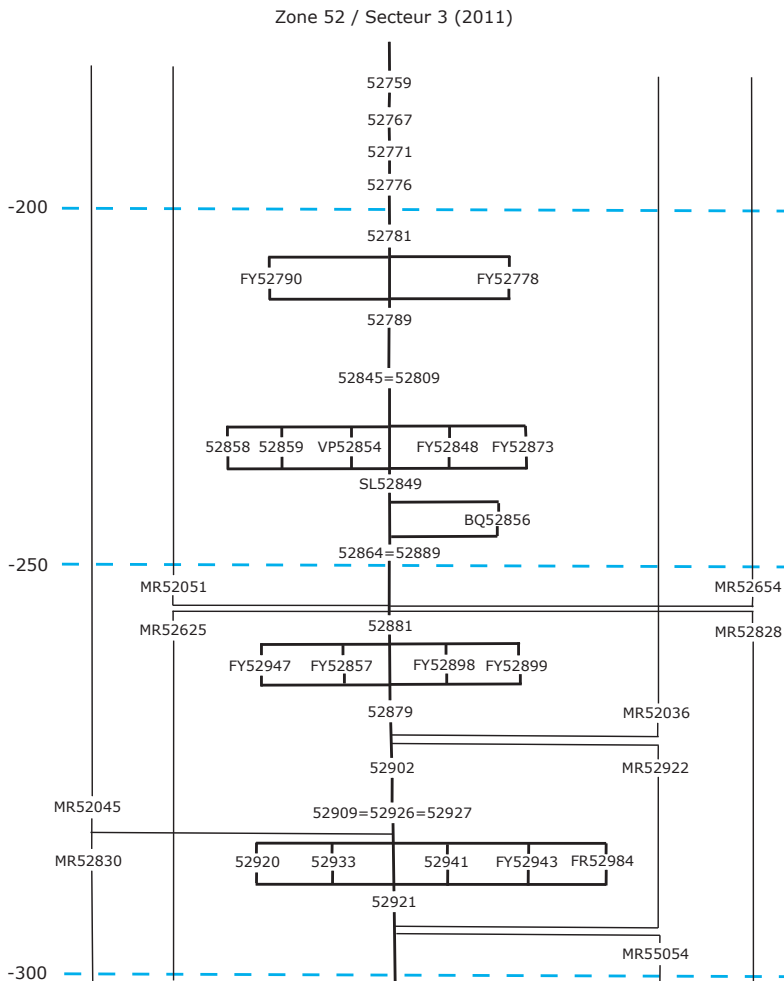 Zone 52 / Secteur 3 (2011)
52759
52767
52771
52776
-200
52781
FY52790 FY52778
52789
52845=52809
52858 52859 VP52854 FY52848 FY52873
SL52849
BQ52856
52864=52889
-250
MR52051 MR52654
52881
MR52625 MR52828
FY52947 FY52857 FY52898 FY52899
52879 MR52036
52902 MR52922
MR52045
52909=52926=52927
MR52830 52920 52933 52941 FY52943 FR52984
52921
MR55054
-300